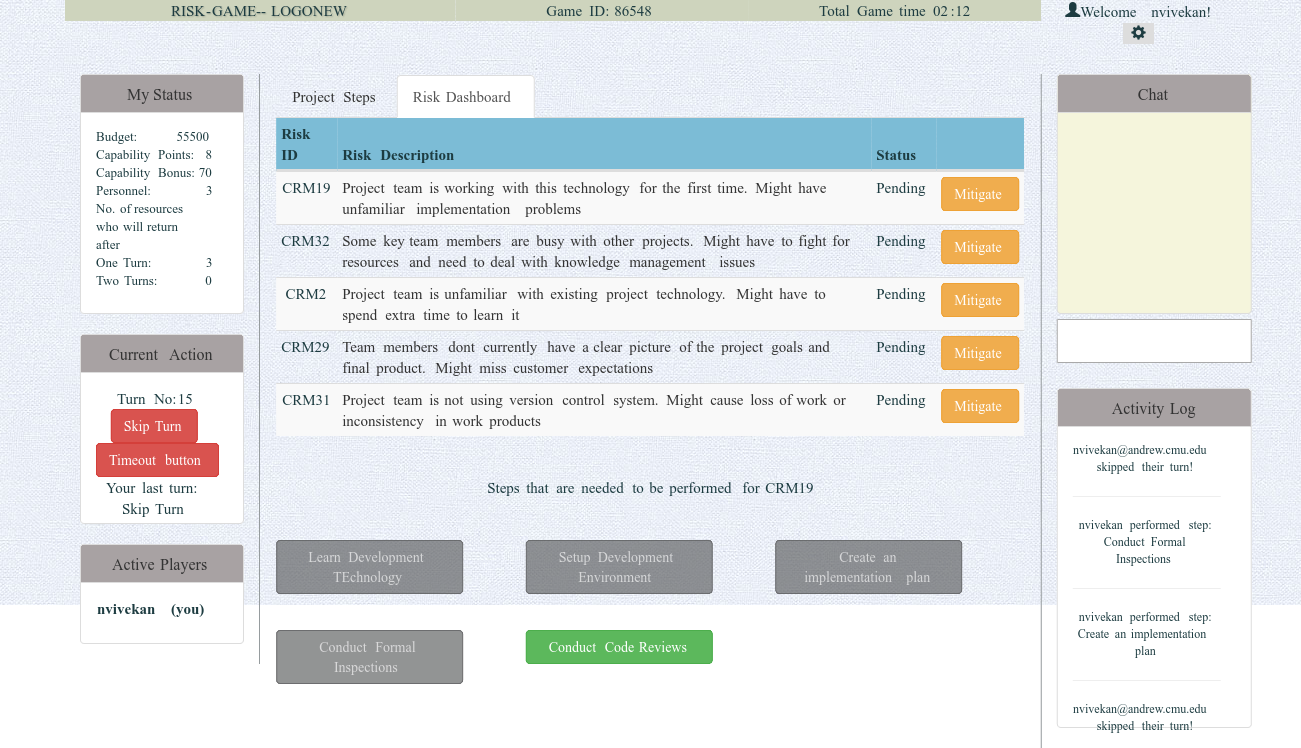 RISK-GAME-- LOGONEW Game ID: 86548 Total Game time 02:12 Welcome nvivekan!
My Status
Budget: 55500
Capability Points: 8
Capability Bonus: 70
Personnel: 3
No. of resources
who will return
after
One Turn: 3
Two Turns: 0
Current Action
Turn No:15
Skip Turn
Timeout button
Your last turn:
Skip Turn
Active Players
nvivekan (you)
Project Steps Risk Dashboard
Risk
ID Risk Description Status
CRM19 Project team is working with this technology for the first time. Might have Pending Mitigate
unfamiliar implementation problems
CRM32 Some key team members are busy with other projects. Might have to fight for Pending Mitigate
resources and need to deal with knowledge management issues
CRM2 Project team is unfamiliar with existing project technology. Might have to Pending Mitigate
spend extra time to learn it
CRM29 Team members dont currently have a clear picture of the project goals and Pending Mitigate
final product. Might miss customer expectations
CRM31 Project team is not using version control system. Might cause loss of work or Pending Mitigate
inconsistency in work products
Steps that are needed to be performed for CRM19
Learn Development
TEchnology
Setup Development
Environment
Create an
implementation plan
Conduct Formal
Inspections
Conduct Code Reviews
Chat
Activity Log
nvivekan@andrew.cmu.edu
skipped their turn!
nvivekan performed step:
Conduct Formal
Inspections
nvivekan performed step:
Create an implementation
plan
nvivekan@andrew.cmu.edu
skipped their turn!